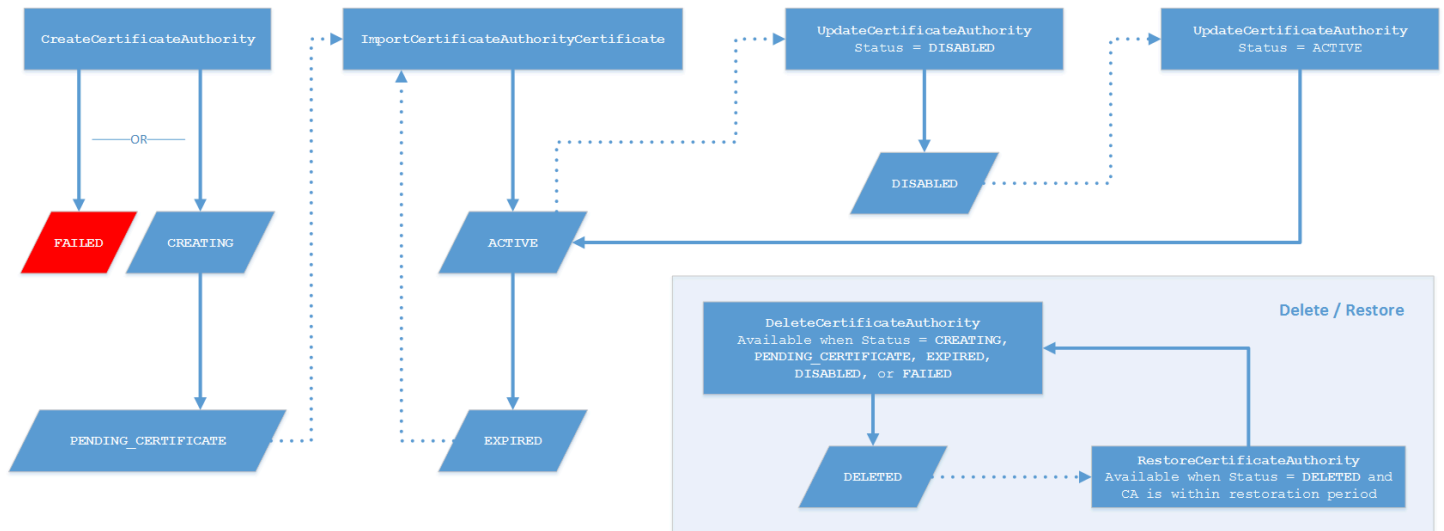 CreateCertificateAuthority
ImportCertificateAuthorityCertificate
UpdateCertificateAuthority
Status = DISABLED
UpdateCertificateAuthority
Status = ACTIVE
OR
DISABLED
FAILED
CREATING
ACTIVE
Delete / Restore
DeleteCertificateAuthority
Available when Status = CREATING,
PENDING_CERTIFICATE, EXPIRED,
DISABLED, or FAILED
PENDING_CERTIFICATE
EXPIRED
DELETED
RestoreCertificateAuthority
Available when Status = DELETED and
CA is within restoration period